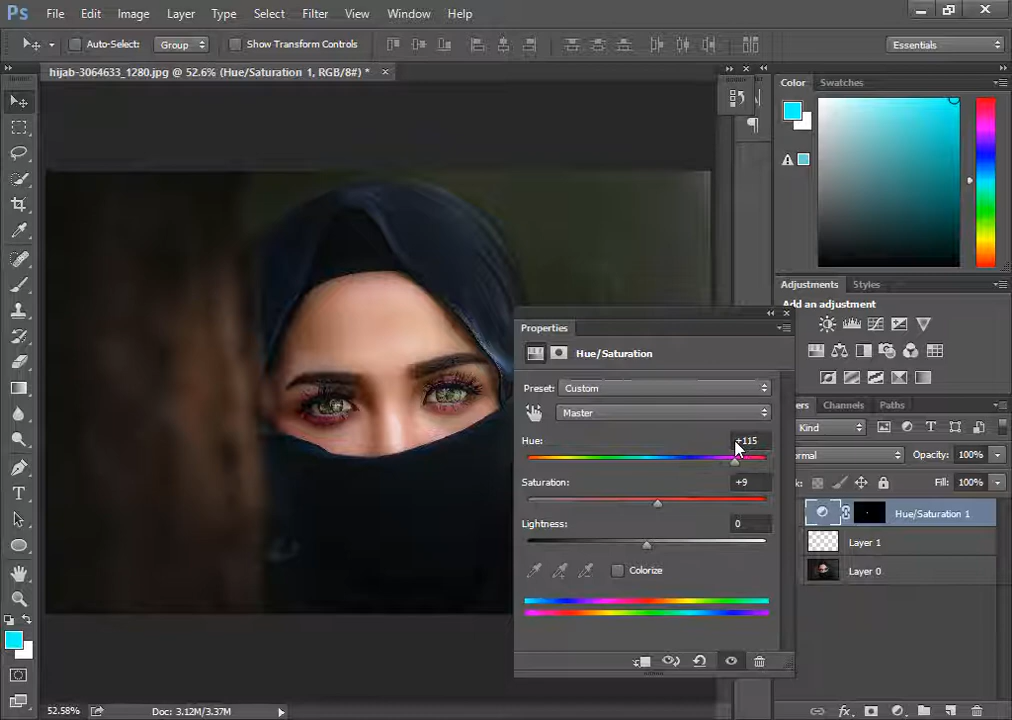 Ps File Edit Image Layer Type Select Filter View Window Help
Auto-Select: Group Show Transform Controls Essentials
hijab-3064633_1280.jpg @ 52.6% (Hue/Saturation 1, RGB/8#) *
Color Swatches
Adjustments Styles
Add an adjustment
Properties
Hue/Saturation
Preset: Custom
Master
Hue: +115
Saturation: +9
Lightness: 0
Colorize
ers Channels Paths
Kind
ormal Opacity: 100%
k: Fill: 100%
Hue/Saturation 1
Layer 1
Layer 0
52.58% Doc: 3.12M/3.37M